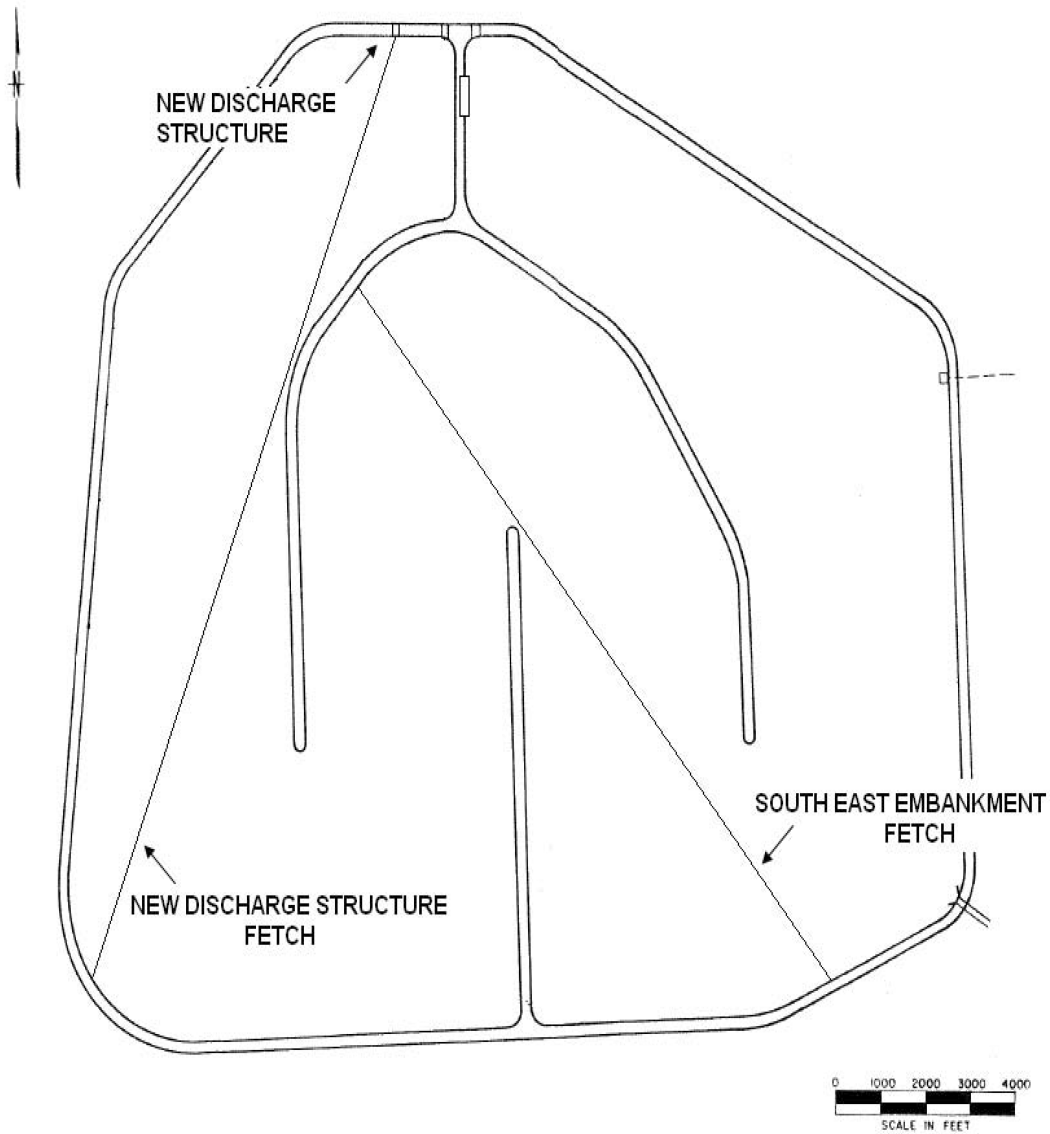 N
NEW DISCHARGE
STRUCTURE
SOUTH EAST EMBANKMENT
FETCH
NEW DISCHARGE STRUCTURE
FETCH
0 1000 2000 3000 4000
SCALE IN FEET